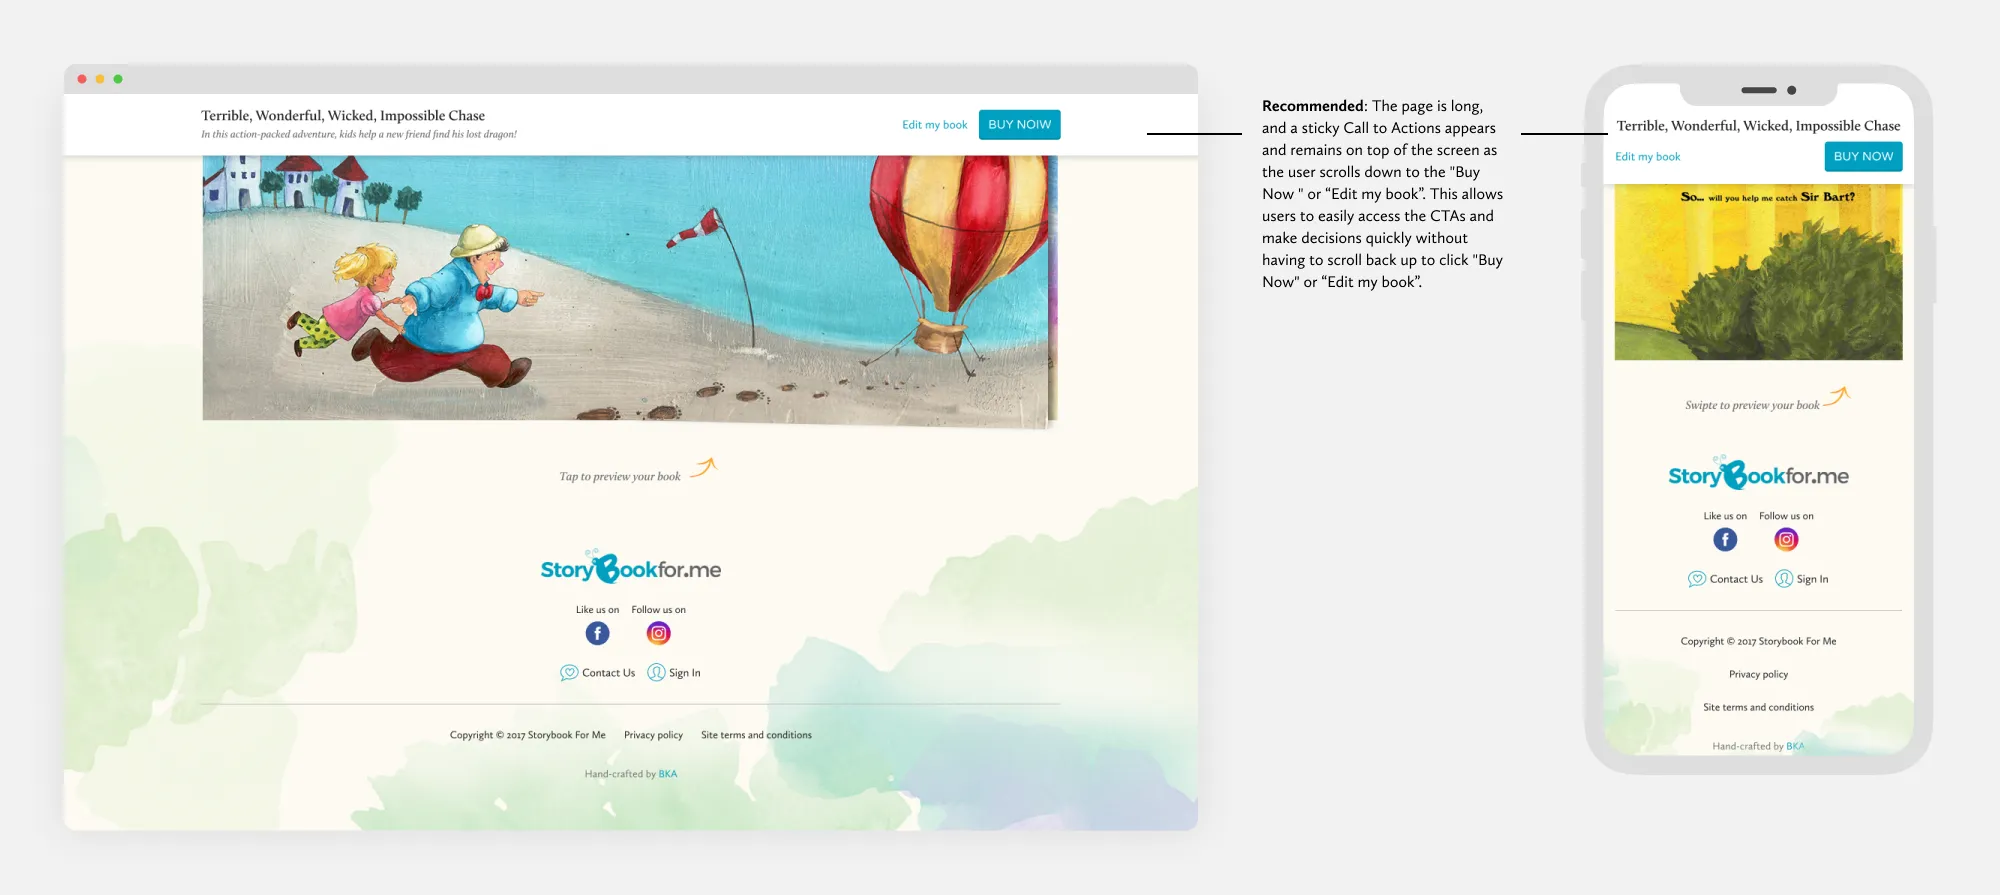 Terrible, Wonderful, Wicked, Impossible Chase
In this action-packed adventure, kids help a new friend find his lost dragon!
Edit my book
BUY NOIW
Tap to preview your book
StoryBookfor.me
Like us on
Follow us on
Contact Us
Sign In
Copyright © 2017 Storybook For Me
Privacy policy
Site terms and conditions
Hand-crafted by BKA
Recommended: The page is long,
and a sticky Call to Actions appears
and remains on top of the screen as
the user scrolls down to the "Buy
Now " or “Edit my book”. This allows
users to easily access the CTAs and
make decisions quickly without
having to scroll back up to click "Buy
Now" or “Edit my book”.
Terrible, Wonderful, Wicked, Impossible Chase
Edit my book
BUY NOW
So... will you help me catch Sir Bart?
Swipte to preview your book
StoryBookfor.me
Like us on
Follow us on
Contact Us
Sign In
Copyright © 2017 Storybook For Me
Privacy policy
Site terms and conditions
Hand-crafted by BKA